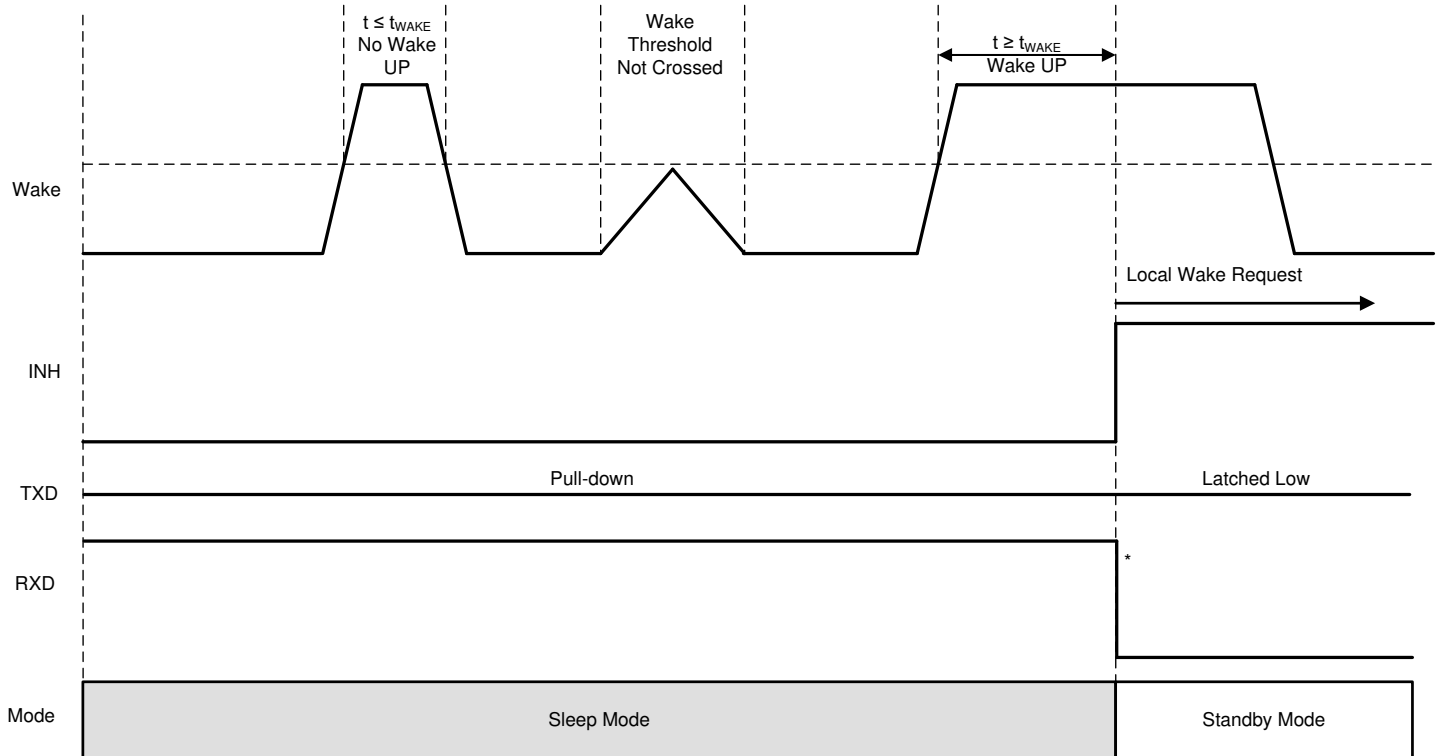 t ≤ tWAKE
No Wake
UP
Wake
Threshold
Not Crossed
t ≥ tWAKE
Wake UP
Wake
Local Wake Request
INH
Pull-down
Latched Low
TXD
*
RXD
Mode
Sleep Mode
Standby Mode